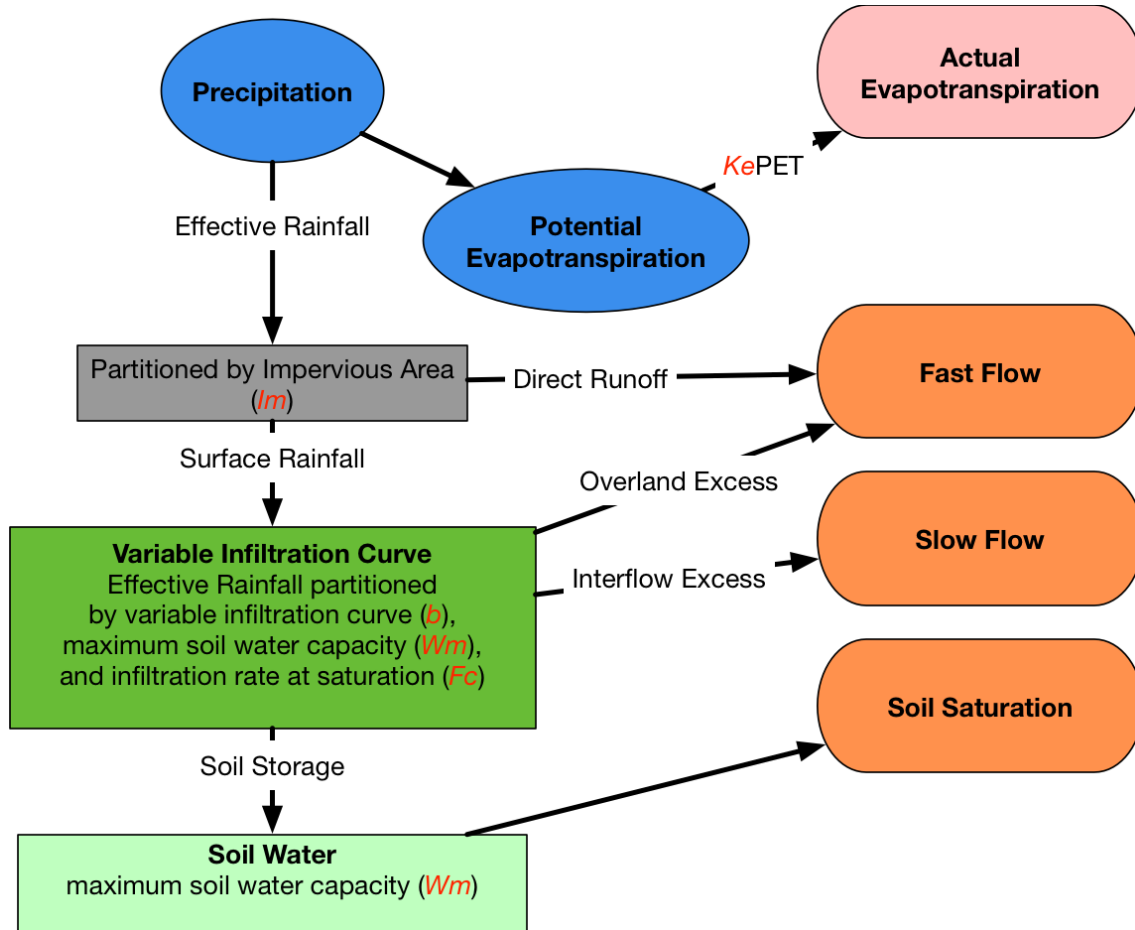 Precipitation
Actual
Evapotranspiration
KePET
Effective Rainfall
Potential
Evapotranspiration
Partitioned by Impervious Area
(Im)
Direct Runoff
Fast Flow
Surface Rainfall
Overland Excess
Variable Infiltration Curve
Effective Rainfall partitioned
by variable infiltration curve (b),
maximum soil water capacity (Wm),
and infiltration rate at saturation (Fc)
Interflow Excess
Slow Flow
Soil Saturation
Soil Storage
Soil Water
maximum soil water capacity (Wm)